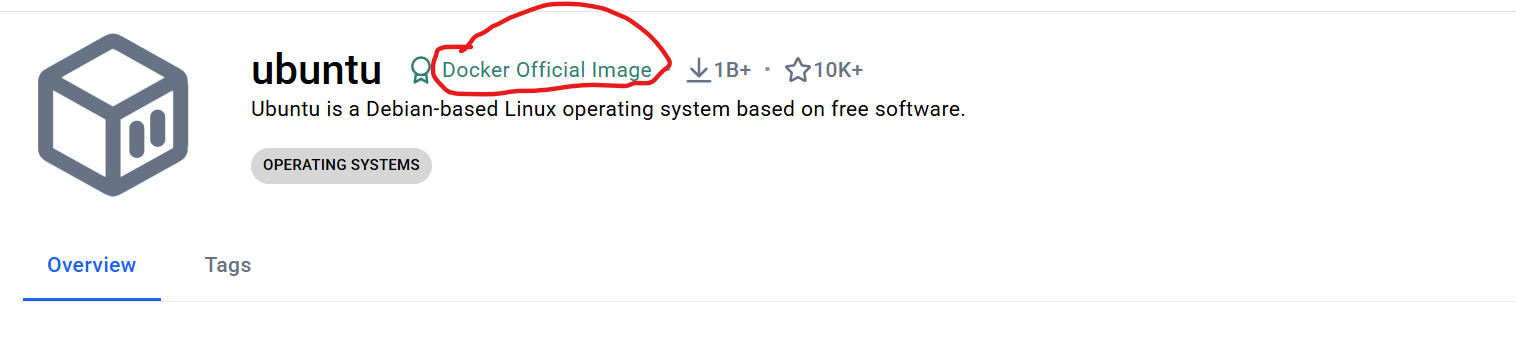 ubuntu Docker Official Image 1B+ • 10K+
Ubuntu is a Debian-based Linux operating system based on free software.
OPERATING SYSTEMS
Overview Tags